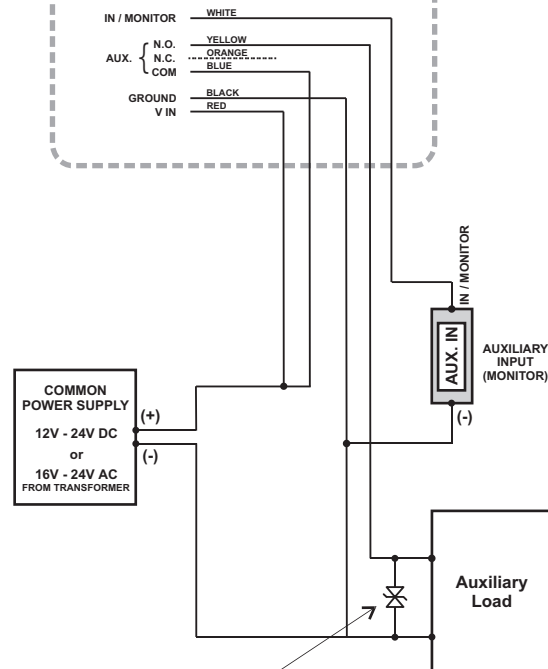 IN / MONITOR WHITE
N.O. YELLOW
AUX. { N.C. ORANGE
COM BLUE
GROUND BLACK
V IN RED
IN / MONITOR
AUX. IN
AUXILIARY
INPUT
(MONITOR)
(-)
COMMON
POWER SUPPLY
12V - 24V DC
or
16V - 24V AC
FROM TRANSFORMER
(+)
(-)
Auxiliary
Load